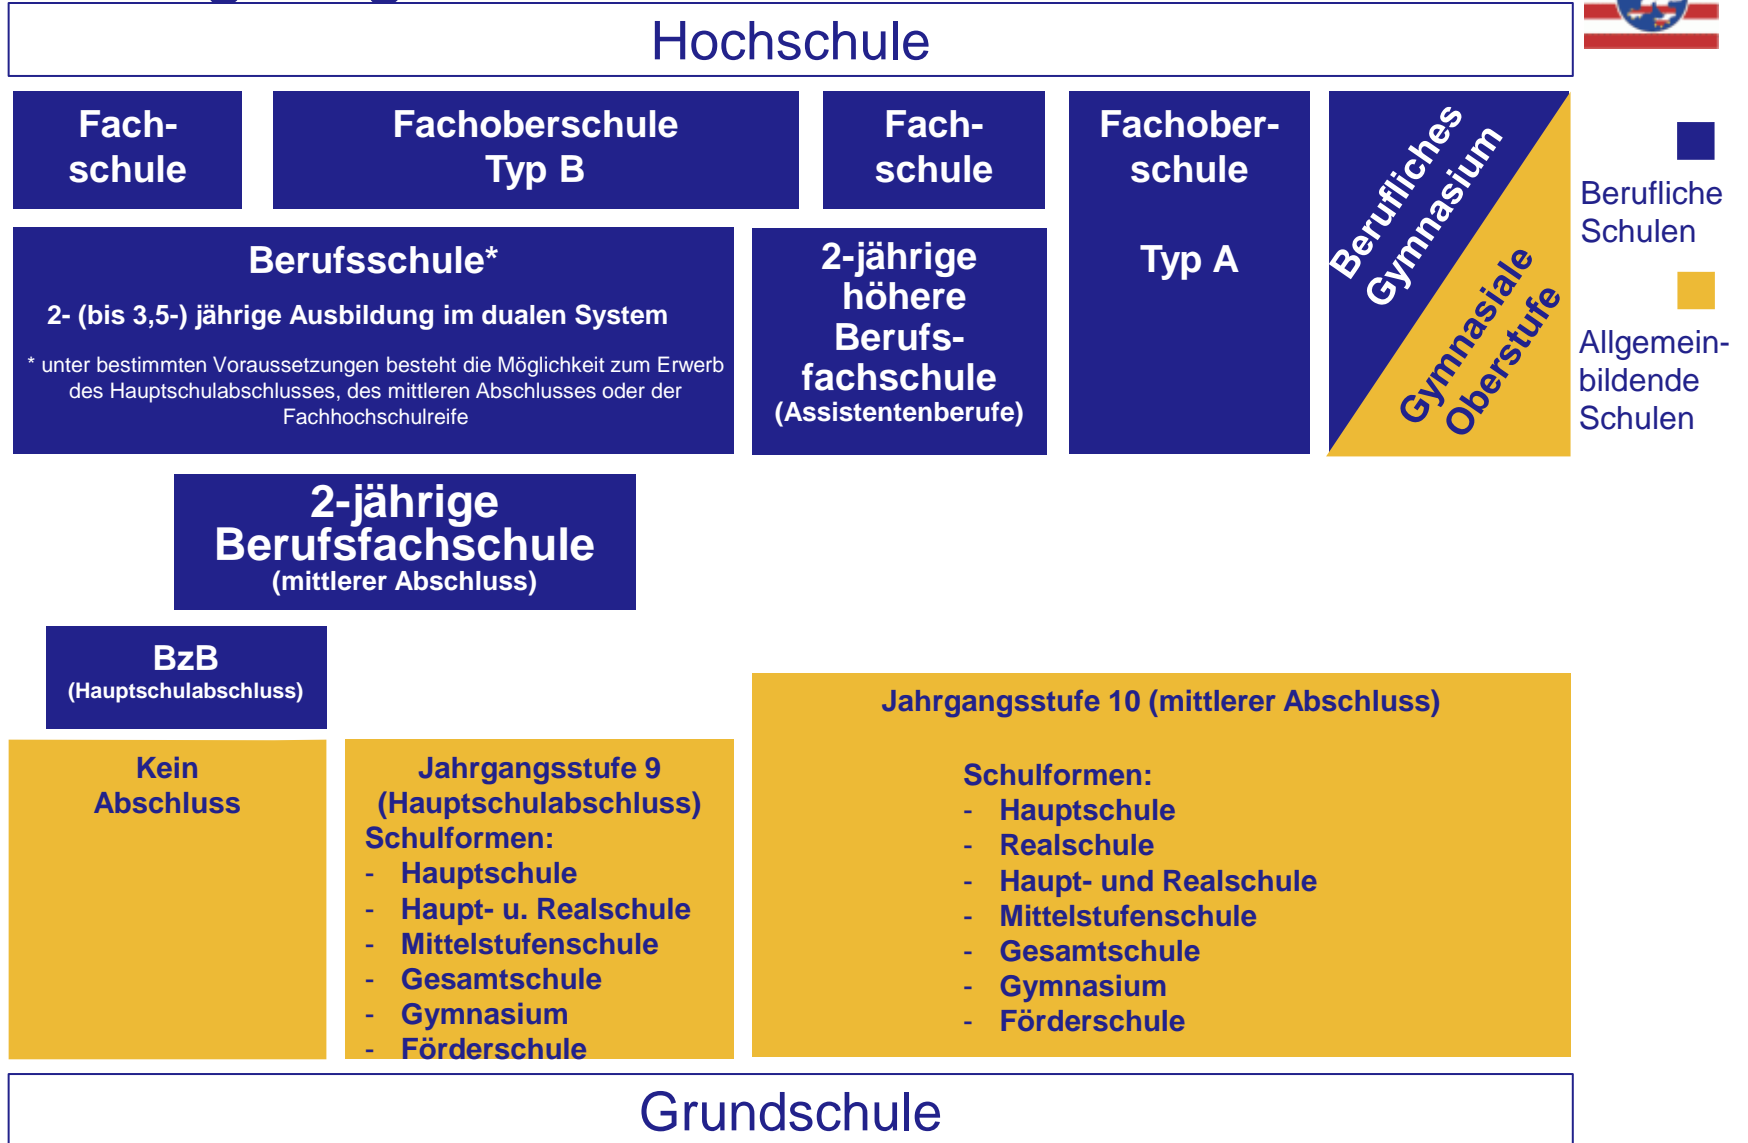 Hochschule
Fach-
schule
Fachoberschule
Typ B
Fach-
schule
Fachober-
schule
Typ A
Berufliches
Gymnasium
Gymnasiale
Oberstufe
Berufliche
Schulen
Allgemein-
bildende
Schulen
Berufsschule*
2- (bis 3,5-) jährige Ausbildung im dualen System
* unter bestimmten Voraussetzungen besteht die Möglichkeit zum Erwerb
des Hauptschulabschlusses, des mittleren Abschlusses oder der
Fachhochschulreife
2-jährige
höhere
Berufs-
fachschule
(Assistentenberufe)
2-jährige
Berufsfachschule
(mittlerer Abschluss)
BzB
(Hauptschulabschluss)
Kein
Abschluss
Jahrgangsstufe 9
(Hauptschulabschluss)
Schulformen:
- Hauptschule
- Haupt- u. Realschule
- Mittelstufenschule
- Gesamtschule
- Gymnasium
- Förderschule
Jahrgangsstufe 10 (mittlerer Abschluss)
Schulformen:
- Hauptschule
- Realschule
- Haupt- und Realschule
- Mittelstufenschule
- Gesamtschule
- Gymnasium
- Förderschule
Grundschule